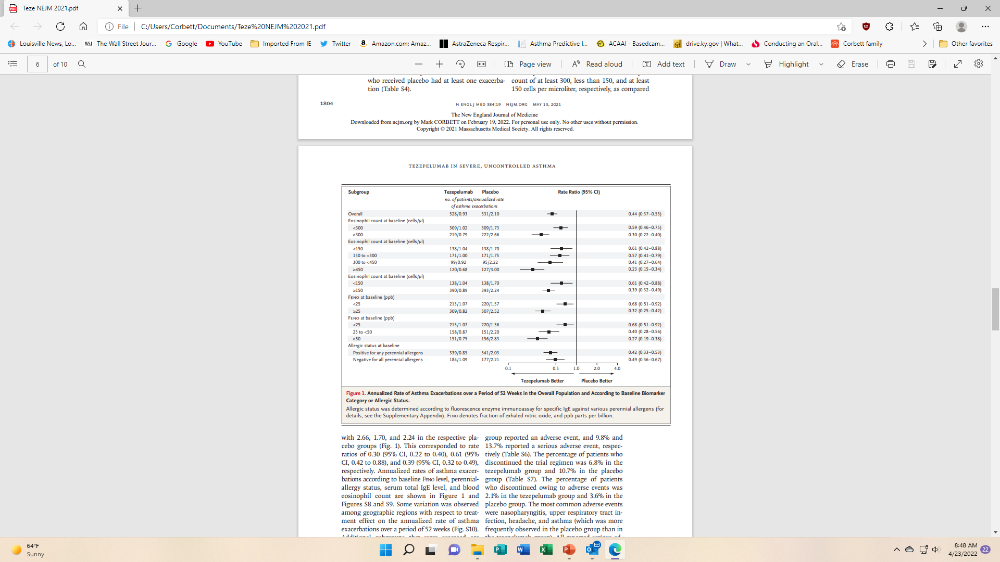 Teze NEJM 2021.pdf
File C:/Users/Corbett/Documents/Teze%20NEJM%202021.pdf
Louisville News, Lo... WSJ The Wall Street Jour... Google YouTube Imported From IE Twitter Amazon.com: Amaz... AstraZeneca Respir... Asthma Predictive I... ACAAI - Basedcam... drive.ky.gov | What... Conducting an Oral... Corbett family Other favorites
6 of 10 Page view Read aloud Add text Draw Highlight Erase
who received placebo had at least one exacerba-
tion (Table S4).
count of at least 300, less than 150, and at least
150 cells per microliter, respectively, as compared
1804 N ENGL J MED 384;19 NEJM.ORG MAY 13, 2021
The New England Journal of Medicine
Downloaded from nejm.org by Mark CORBETT on February 19, 2022. For personal use only. No other uses without permission.
Copyright © 2021 Massachusetts Medical Society. All rights reserved.
TEZEPELUMAB IN SEVERE, UNCONTROLLED ASTHMA
Subgroup Tezepelumab Placebo Rate Ratio (95% CI)
no. of patients/annualized rate
of asthma exacerbations
Overall 528/0.93 531/2.10 0.44 (0.37–0.53)
Eosinophil count at baseline (cells/µl)
<300 309/1.02 309/1.73 0.59 (0.46–0.75)
≥300 219/0.79 222/2.66 0.30 (0.22–0.40)
Eosinophil count at baseline (cells/µl)
<150 138/1.04 138/1.70 0.61 (0.42–0.88)
150 to <300 171/1.00 171/1.75 0.57 (0.41–0.79)
300 to <450 99/0.92 95/2.22 0.41 (0.27–0.64)
≥450 120/0.68 127/3.00 0.23 (0.15–0.34)
Eosinophil count at baseline (cells/µl)
<150 138/1.04 138/1.70 0.61 (0.42–0.88)
≥150 390/0.89 393/2.24 0.39 (0.32–0.49)
FENO at baseline (ppb)
<25 213/1.07 220/1.57 0.68 (0.51–0.92)
≥25 309/0.82 307/2.52 0.32 (0.25–0.42)
FENO at baseline (ppb)
<25 213/1.07 220/1.56 0.68 (0.51–0.92)
25 to <50 158/0.87 151/2.20 0.40 (0.28–0.56)
≥50 151/0.75 156/2.83 0.27 (0.19–0.38)
Allergic status at baseline
Positive for any perennial allergens 339/0.85 341/2.03 0.42 (0.33–0.53)
Negative for all perennial allergens 184/1.09 177/2.21 0.49 (0.36–0.67)
0.1 0.5 1.0 2.0 4.0
Tezepelumab Better Placebo Better
Figure 1. Annualized Rate of Asthma Exacerbations over a Period of 52 Weeks in the Overall Population and According to Baseline Biomarker
Category or Allergic Status.
Allergic status was determined according to fluorescence enzyme immunoassay for specific IgE against various perennial allergens (for
details, see the Supplementary Appendix). FENO denotes fraction of exhaled nitric oxide, and ppb parts per billion.
with 2.66, 1.70, and 2.24 in the respective pla-
cebo groups (Fig. 1). This corresponded to rate
ratios of 0.30 (95% CI, 0.22 to 0.40), 0.61 (95%
CI, 0.42 to 0.88), and 0.39 (95% CI, 0.32 to 0.49),
respectively. Annualized rates of asthma exacer-
bations according to baseline FENO level, perennial-
allergy status, serum total IgE level, and blood
eosinophil count are shown in Figure 1 and
Figures S8 and S9. Some variation was observed
among geographic regions with respect to treat-
ment effect on the annualized rate of asthma
exacerbations over a period of 52 weeks (Fig. S10).
Additional subgroups that were assessed are
group reported an adverse event, and 9.8% and
13.7% reported a serious adverse event, respec-
tively (Table S6). The percentage of patients who
discontinued the trial regimen was 6.8% in the
tezepelumab group and 10.7% in the placebo
group (Table S7). The percentage of patients
who discontinued owing to adverse events was
2.1% in the tezepelumab group and 3.6% in the
placebo group. The most common adverse events
were nasopharyngitis, upper respiratory tract in-
fection, headache, and asthma (which was more
frequently observed in the placebo group than in
the tezepelumab group). All reported serious ad-
64°F
Sunny
8:48 AM
4/23/2022
22